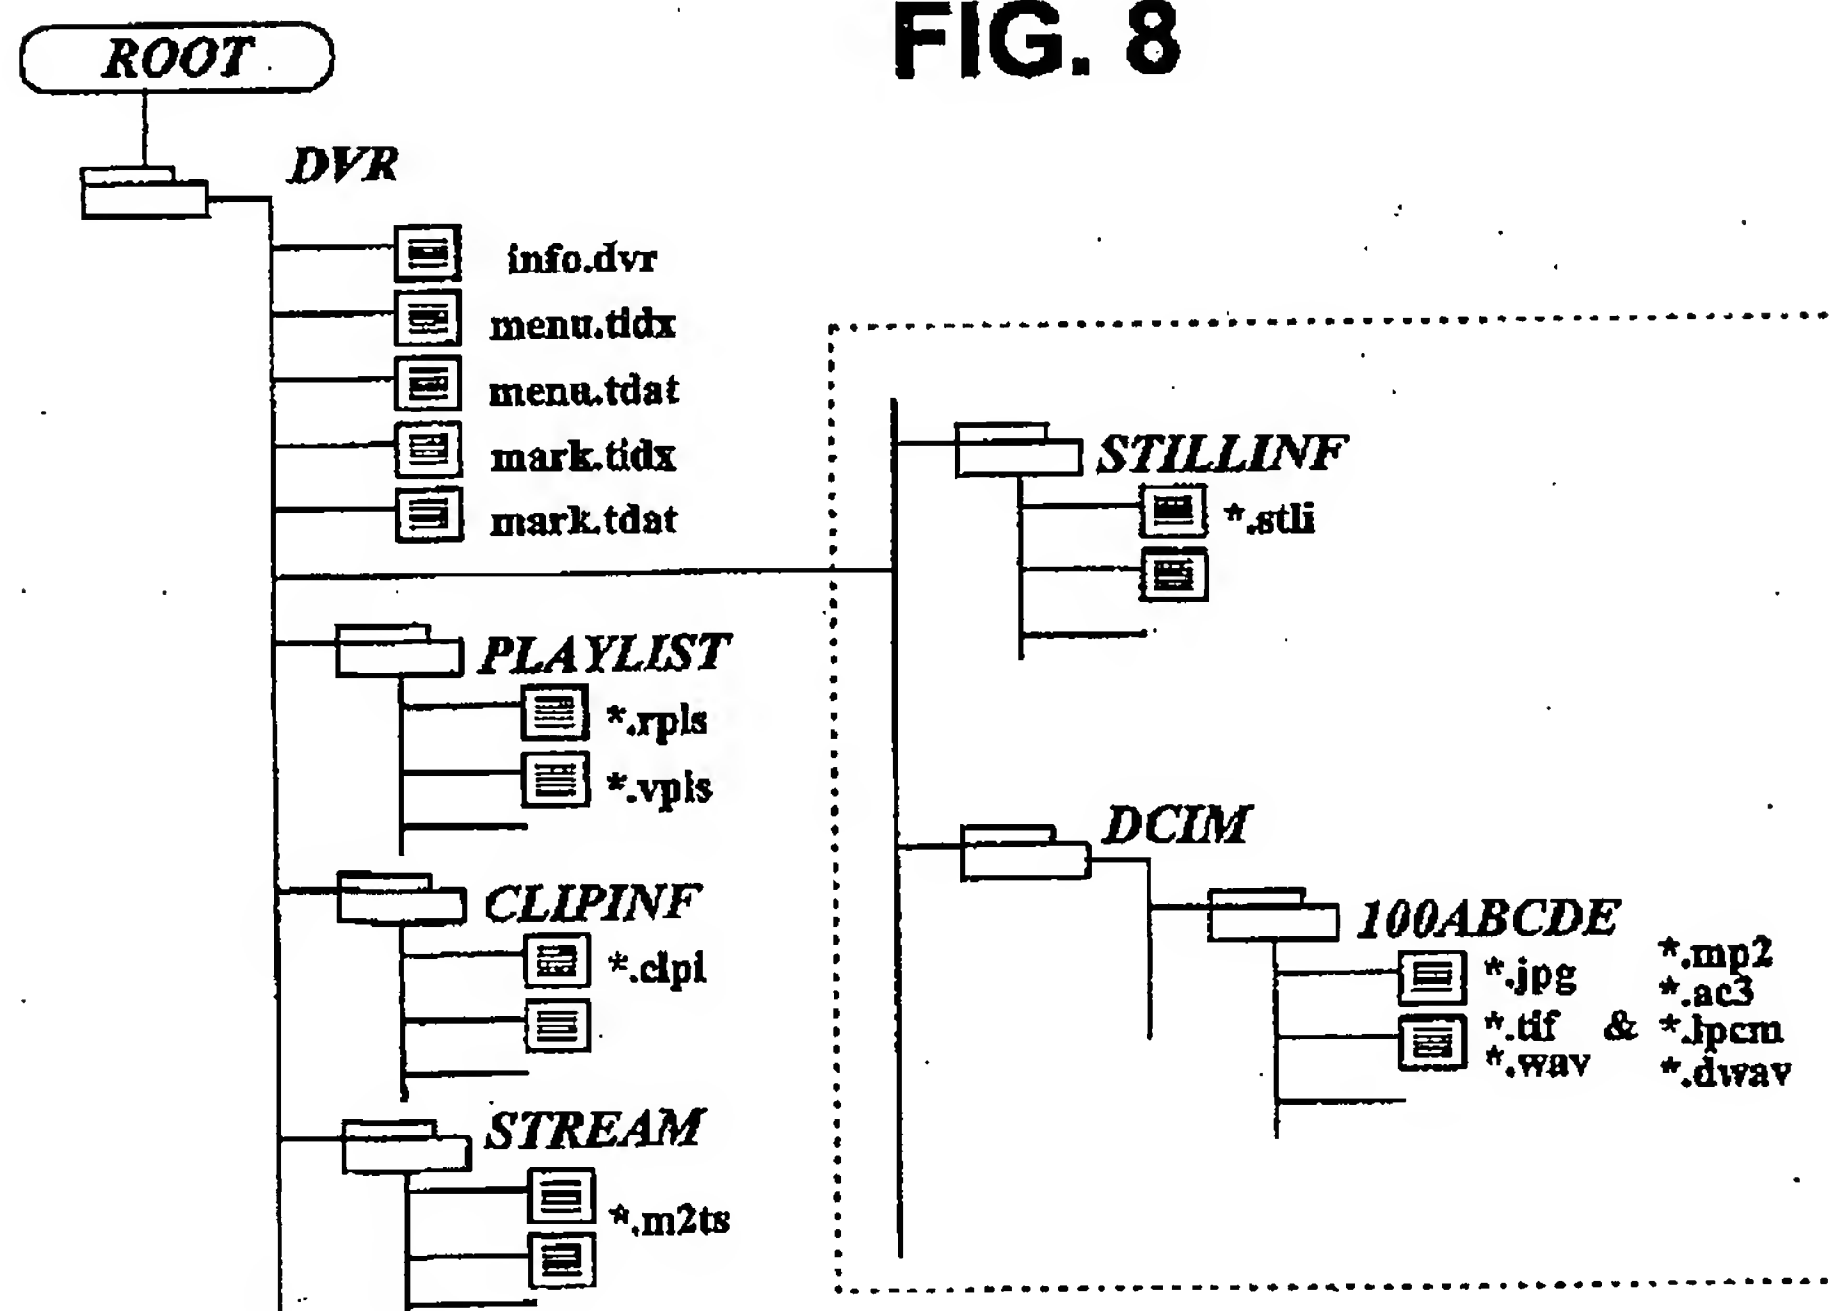 FIG. 8
ROOT
DVR
info.dvr
menu.tidx
menu.tdat
mark.tidx
mark.tdat
PLAYLIST
*.rpls
*.vpls
CLIPINF
*.clpi
STREAM
*.m2ts
STILLINF
*.stli
DCIM
100ABCDE
*.jpg
*.tif & *.lpcm
*.wav
*.mp2
*.ac3
*.dwav